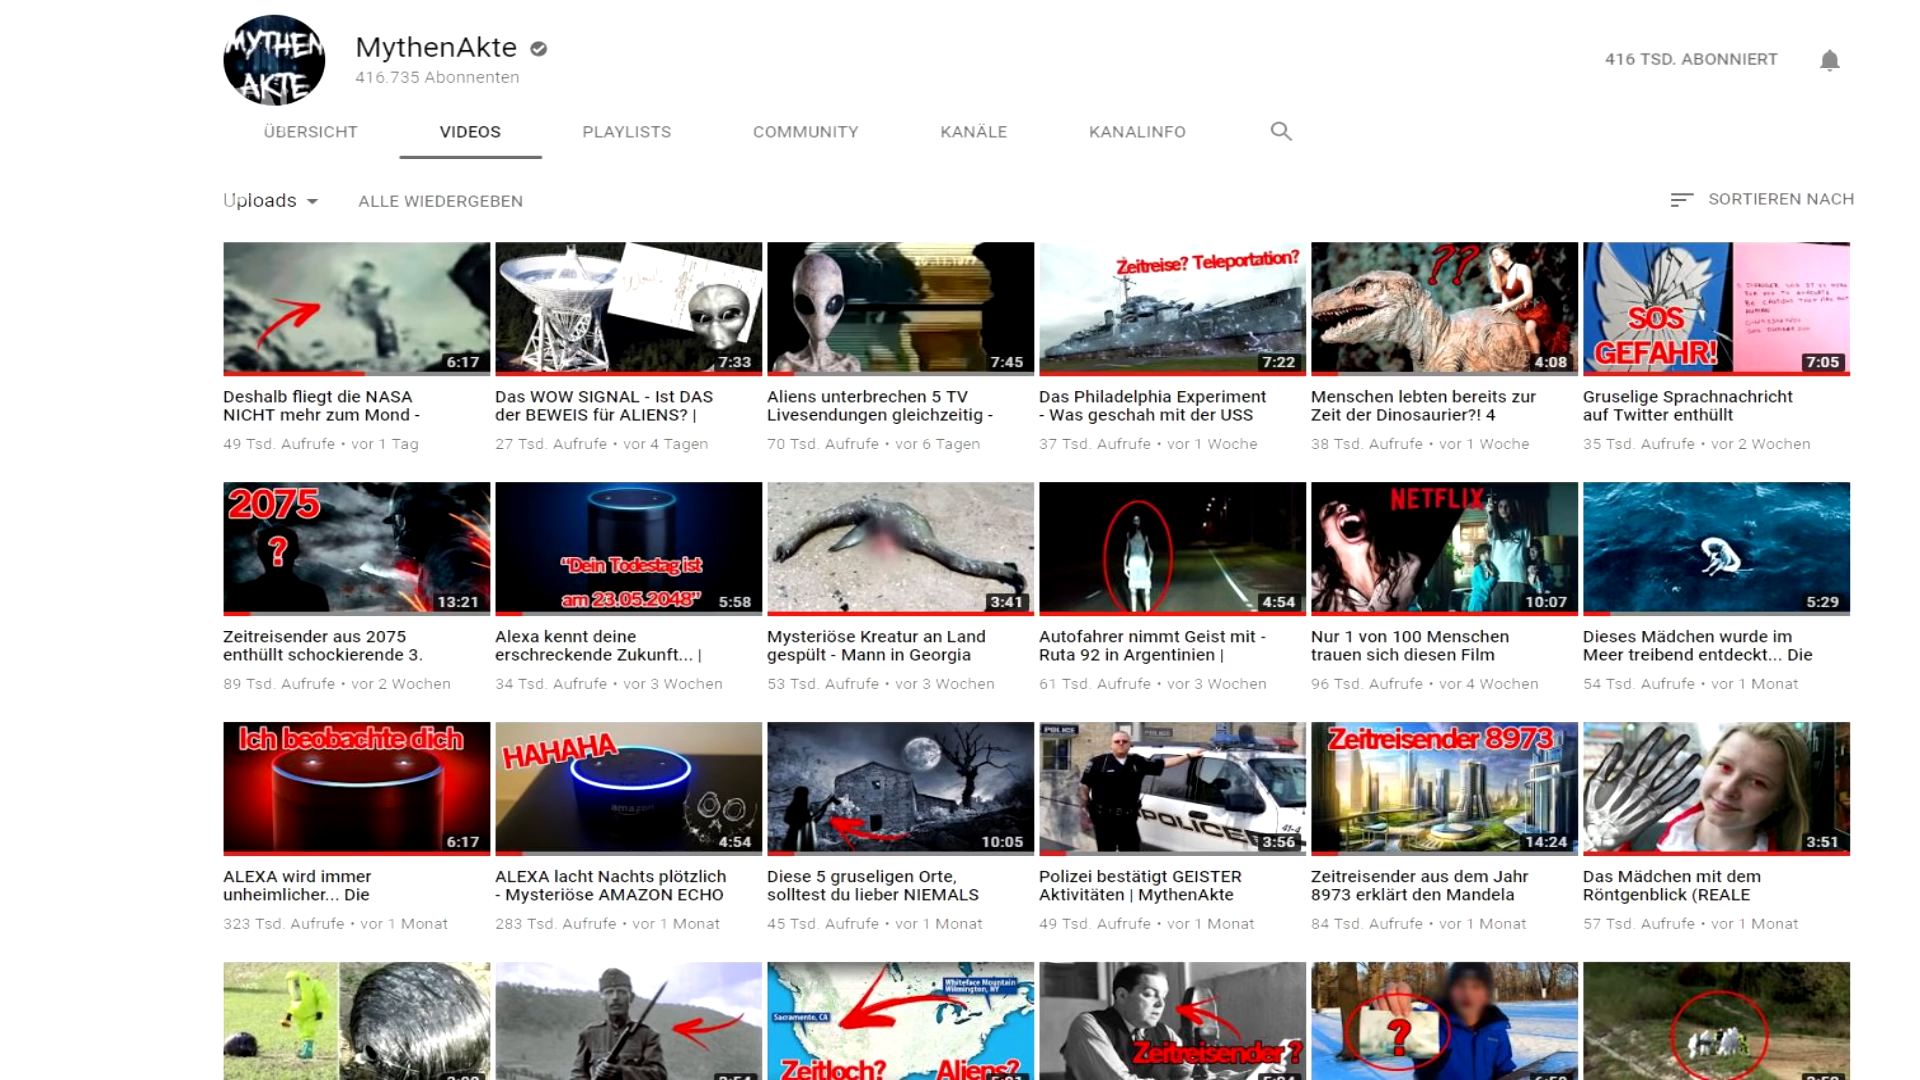 MYTHEN
AKTE
MythenAkte
416.735 Abonnenten
416 TSD. ABONNIERT
ÜBERSICHT
VIDEOS
PLAYLISTS
COMMUNITY
KANÄLE
KANALINFO
Uploads
ALLE WIEDERGEBEN
SORTIEREN NACH
6:17
7:33
7:45
Zeitreise? Teleportation?
7:22
??
4:08
SOS
GEFAHR!
7:05
Deshalb fliegt die NASA
NICHT mehr zum Mond -
49 Tsd. Aufrufe • vor 1 Tag
Das WOW SIGNAL - Ist DAS
der BEWEIS für ALIENS? |
27 Tsd. Aufrufe • vor 4 Tagen
Aliens unterbrechen 5 TV
Livesendungen gleichzeitig -
70 Tsd. Aufrufe • vor 6 Tagen
Das Philadelphia Experiment
- Was geschah mit der USS
37 Tsd. Aufrufe • vor 1 Woche
Menschen lebten bereits zur
Zeit der Dinosaurier?! 4
38 Tsd. Aufrufe • vor 1 Woche
Gruselige Sprachnachricht
auf Twitter enthüllt
35 Tsd. Aufrufe • vor 2 Wochen
2075
?
13:21
“Dein Todestag ist
am 23.05.2048”
5:58
3:41
4:54
NETFLIX
10:07
5:29
Zeitreisender aus 2075
enthüllt schockierende 3.
89 Tsd. Aufrufe • vor 2 Wochen
Alexa kennt deine
erschreckende Zukunft... |
34 Tsd. Aufrufe • vor 3 Wochen
Mysteriöse Kreatur an Land
gespült - Mann in Georgia
53 Tsd. Aufrufe • vor 3 Wochen
Autofahrer nimmt Geist mit -
Ruta 92 in Argentinien |
61 Tsd. Aufrufe • vor 3 Wochen
Nur 1 von 100 Menschen
trauen sich diesen Film
96 Tsd. Aufrufe • vor 4 Wochen
Dieses Mädchen wurde im
Meer treibend entdeckt... Die
54 Tsd. Aufrufe • vor 1 Monat
Ich beobachte dich
6:17
HAHAHA
amazon
4:54
10:05
POLICE
POLICE
POLICE
41-4
3:56
Zeitreisender 8973
14:24
3:51
ALEXA wird immer
unheimlicher... Die
323 Tsd. Aufrufe • vor 1 Monat
ALEXA lacht Nachts plötzlich
- Mysteriöse AMAZON ECHO
283 Tsd. Aufrufe • vor 1 Monat
Diese 5 gruseligen Orte,
solltest du lieber NIEMALS
45 Tsd. Aufrufe • vor 1 Monat
Polizei bestätigt GEISTER
Aktivitäten | MythenAkte
49 Tsd. Aufrufe • vor 1 Monat
Zeitreisender aus dem Jahr
8973 erklärt den Mandela
84 Tsd. Aufrufe • vor 1 Monat
Das Mädchen mit dem
Röntgenblick (REALE
57 Tsd. Aufrufe • vor 1 Monat
Whiteface Mountain
Wilmington, NY
Sacramento, CA
Zeitloch?
Aliens?
Zeitreisender ?
?